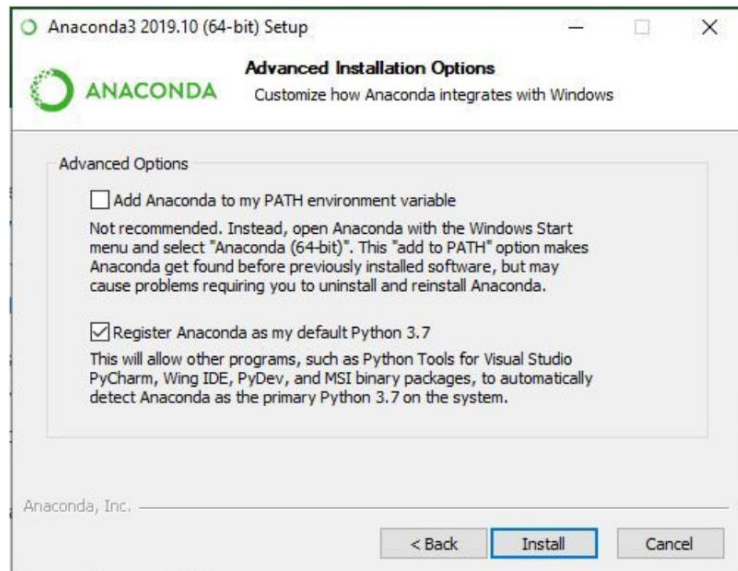 Anaconda3 2019.10 (64-bit) Setup
ANACONDA
Advanced Installation Options
Customize how Anaconda integrates with Windows
Advanced Options
Add Anaconda to my PATH environment variable
Not recommended. Instead, open Anaconda with the Windows Start
menu and select "Anaconda (64-bit)". This "add to PATH" option makes
Anaconda get found before previously installed software, but may
cause problems requiring you to uninstall and reinstall Anaconda.
Register Anaconda as my default Python 3.7
This will allow other programs, such as Python Tools for Visual Studio
PyCharm, Wing IDE, PyDev, and MSI binary packages, to automatically
detect Anaconda as the primary Python 3.7 on the system.
Anaconda, Inc.
< Back
Install
Cancel